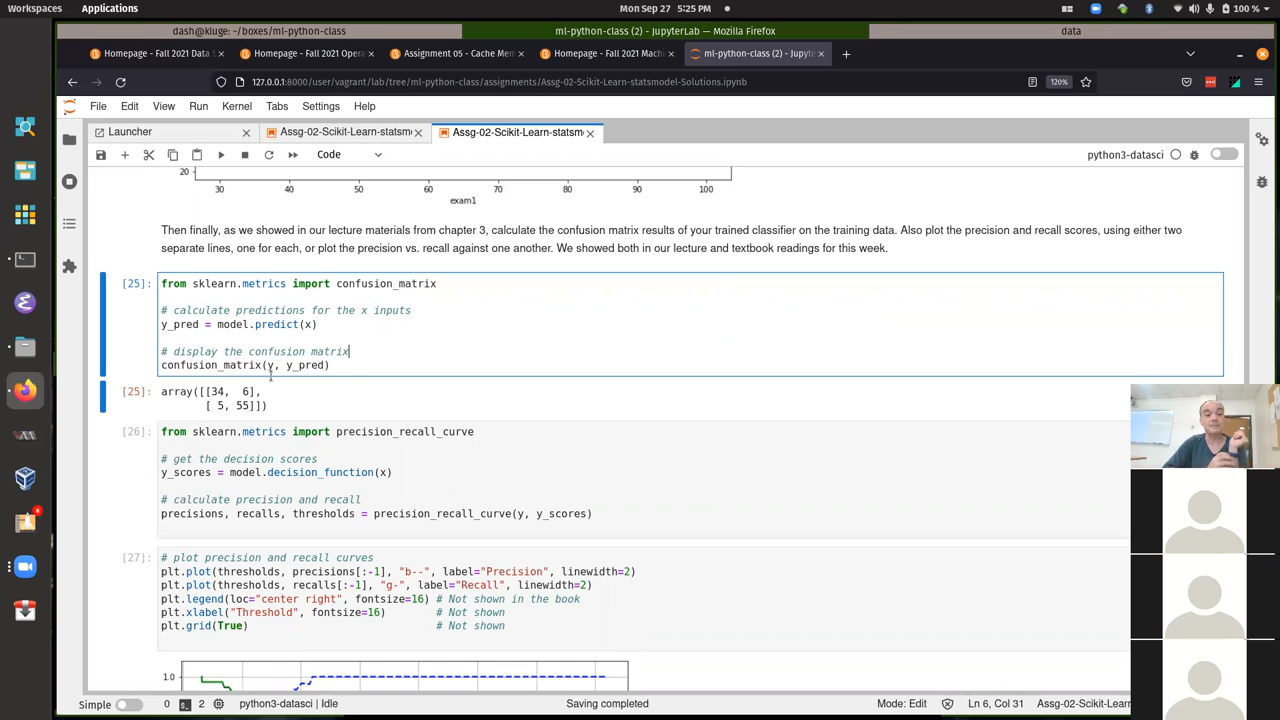 Workspaces Applications Mon Sep 27 5:25 PM 100 %
dash@kluge: ~/boxes/ml-python-class ml-python-class (2) - JupyterLab — Mozilla Firefox data
Homepage - Fall 2021 Data S Homepage - Fall 2021 Opera Assignment 05 - Cache Mem Homepage - Fall 2021 Machi ml-python-class (2) - Jupyte
127.0.0.1:8000/user/vagrant/lab/tree/ml-python-class/assignments/Assg-02-Scikit-Learn-statsmodel-Solutions.ipynb 120%
File Edit View Run Kernel Tabs Settings Help
Launcher Assg-02-Scikit-Learn-statsm Assg-02-Scikit-Learn-statsm
Code python3-datasci
20
30 40 50 60 70 80 90 100
exam1
Then finally, as we showed in our lecture materials from chapter 3, calculate the confusion matrix results of your trained classifier on the training data. Also plot the precision and recall scores, using either two
separate lines, one for each, or plot the precision vs. recall against one another. We showed both in our lecture and textbook readings for this week.
[25]: from sklearn.metrics import confusion_matrix
# calculate predictions for the x inputs
y_pred = model.predict(x)
# display the confusion matrix
confusion_matrix(y, y_pred)
[25]: array([[34, 6],
[ 5, 55]])
[26]: from sklearn.metrics import precision_recall_curve
# get the decision scores
y_scores = model.decision_function(x)
# calculate precision and recall
precisions, recalls, thresholds = precision_recall_curve(y, y_scores)
[27]: # plot precision and recall curves
plt.plot(thresholds, precisions[:-1], "b--", label="Precision", linewidth=2)
plt.plot(thresholds, recalls[:-1], "g-", label="Recall", linewidth=2)
plt.legend(loc="center right", fontsize=16) # Not shown in the book
plt.xlabel("Threshold", fontsize=16) # Not shown
plt.grid(True) # Not shown
1.0
Simple 0 2 python3-datasci | Idle Saving completed Mode: Edit Ln 6, Col 31 Assg-02-Scikit-Learn